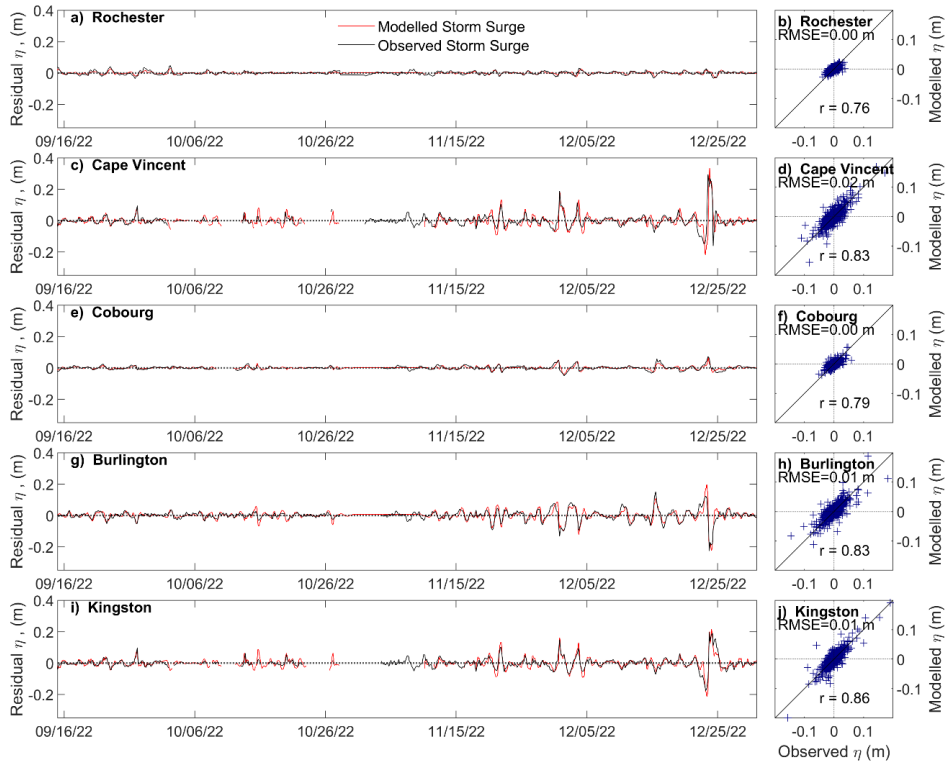 a) Rochester
Modelled Storm Surge
Observed Storm Surge
Residual η , (m)
0.4
0.2
0
-0.2
09/16/22 10/06/22 10/26/22 11/15/22 12/05/22 12/25/22
b) Rochester
RMSE=0.00 m
r = 0.76
0.1
0
-0.1
Modelled η (m)
-0.1 0 0.1
c) Cape Vincent
Residual η , (m)
0.4
0.2
0
-0.2
09/16/22 10/06/22 10/26/22 11/15/22 12/05/22 12/25/22
d) Cape Vincent
RMSE=0.02 m
r = 0.83
0.1
0
-0.1
Modelled η (m)
-0.1 0 0.1
e) Cobourg
Residual η , (m)
0.4
0.2
0
0.2
09/16/22 10/06/22 10/26/22 11/15/22 12/05/22 12/25/22
f) Cobourg
RMSE=0.00 m
r = 0.79
0.1
0
-0.1
Modelled η (m)
-0.1 0 0.1
g) Burlington
Residual η , (m)
0.4
0.2
0
-0.2
09/16/22 10/06/22 10/26/22 11/15/22 12/05/22 12/25/22
h) Burlington
RMSE=0.01 m
r = 0.83
0.1
0
-0.1
Modelled η (m)
-0.1 0 0.1
i) Kingston
Residual η , (m)
0.4
0.2
0
-0.2
09/16/22 10/06/22 10/26/22 11/15/22 12/05/22 12/25/22
j) Kingston
RMSE=0.01 m
r = 0.86
0.1
0
-0.1
Modelled η (m)
-0.1 0 0.1
Observed η (m)